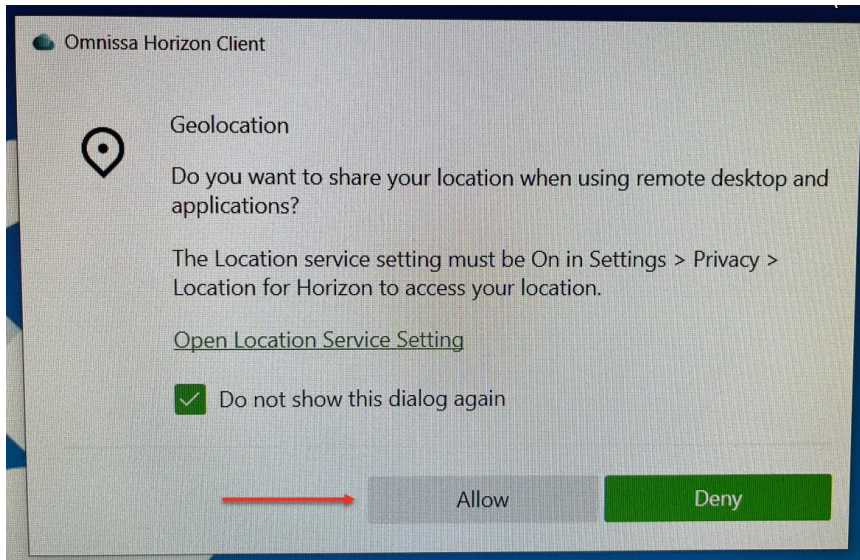 Omnissa Horizon Client
Geolocation
Do you want to share your location when using remote desktop and
applications?
The Location service setting must be On in Settings > Privacy >
Location for Horizon to access your location.
Open Location Service Setting
Do not show this dialog again
Allow
Deny